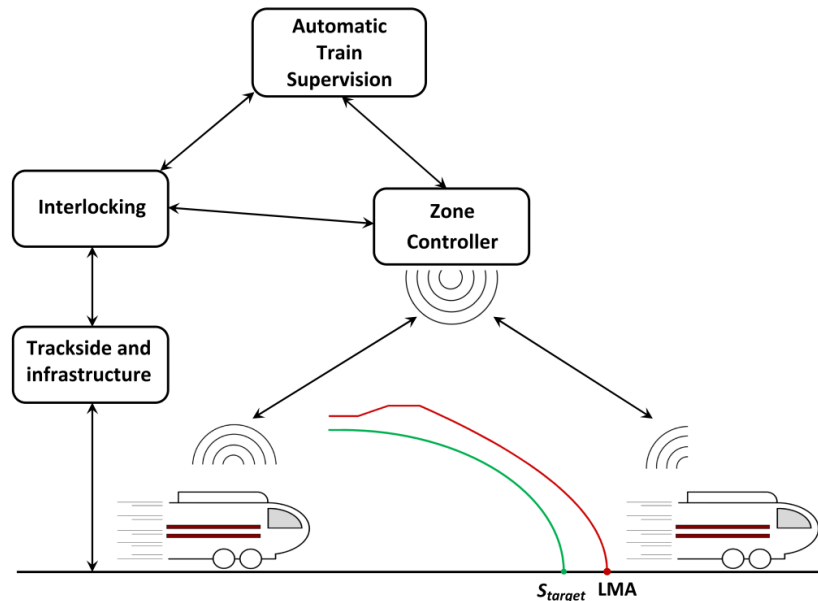 Automatic
Train
Supervision
Interlocking
Zone
Controller
Trackside and
infrastructure
S_target LMA